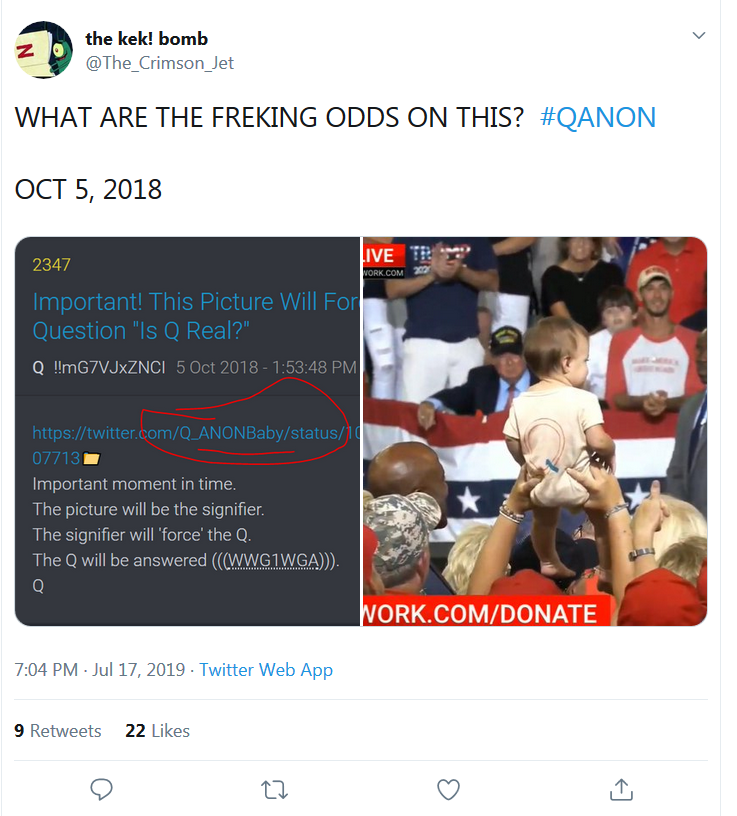 the kek! bomb
@The_Crimson_Jet
WHAT ARE THE FREKING ODDS ON THIS? #QANON
OCT 5, 2018
2347
Important! This Picture Will For
Question "Is Q Real?"
Q !!mG7VJxZNCI 5 Oct 2018 - 1:53:48 PM
https://twitter.com/Q_ANONBaby/status/10
07713
Important moment in time.
The picture will be the signifier.
The signifier will 'force' the Q.
The Q will be answered (((WWG1WGA))).
Q
IVE
WORK.COM
TRUMP
2020
WORK.COM/DONATE
7:04 PM · Jul 17, 2019 · Twitter Web App
9 Retweets 22 Likes